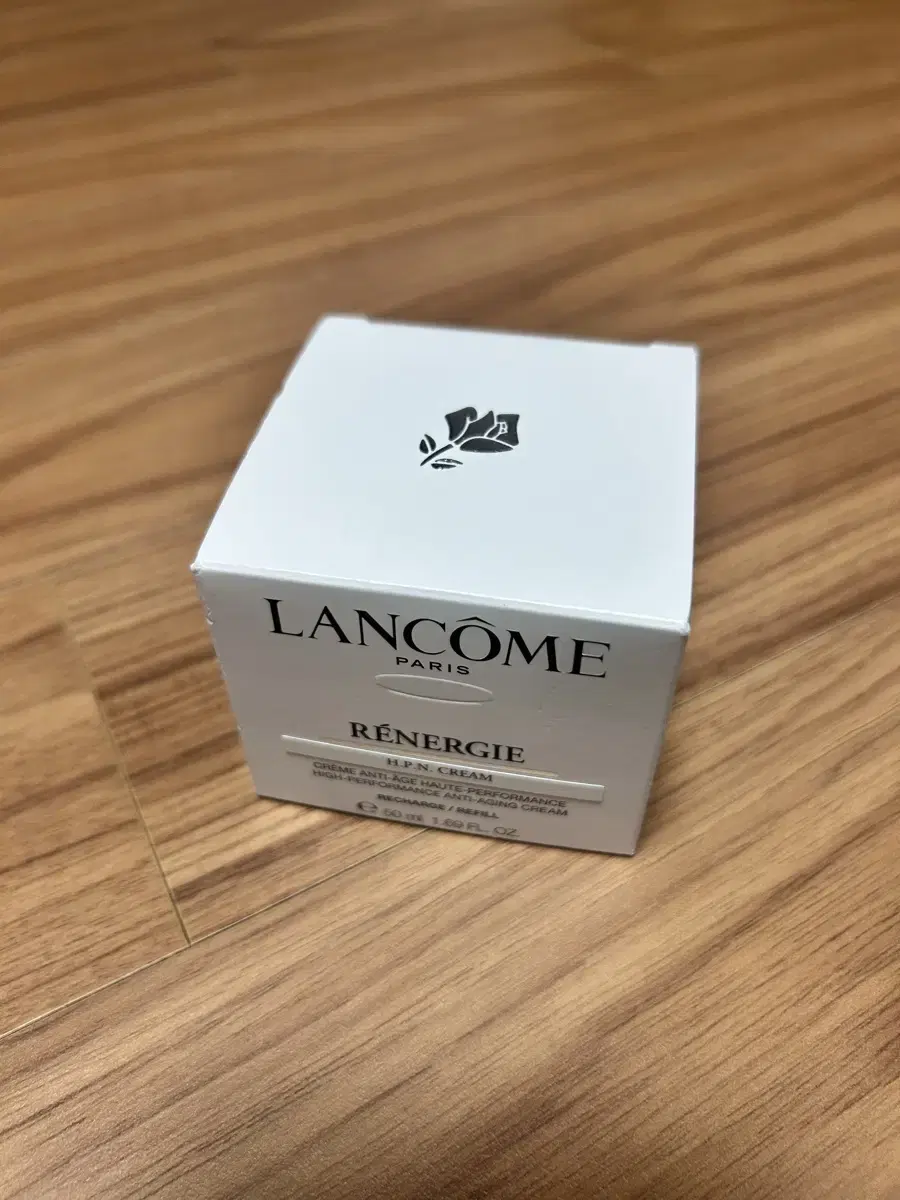 LANCÔME
PARIS
RÉNERGIE
H.P.N. CREAM
CRÈME ANTI-ÂGE HAUTE-PERFORMANCE
HIGH-PERFORMANCE ANTI-AGING CREAM
RECHARGE / REFILL
℮ 50 ml 1.69 FL. OZ.